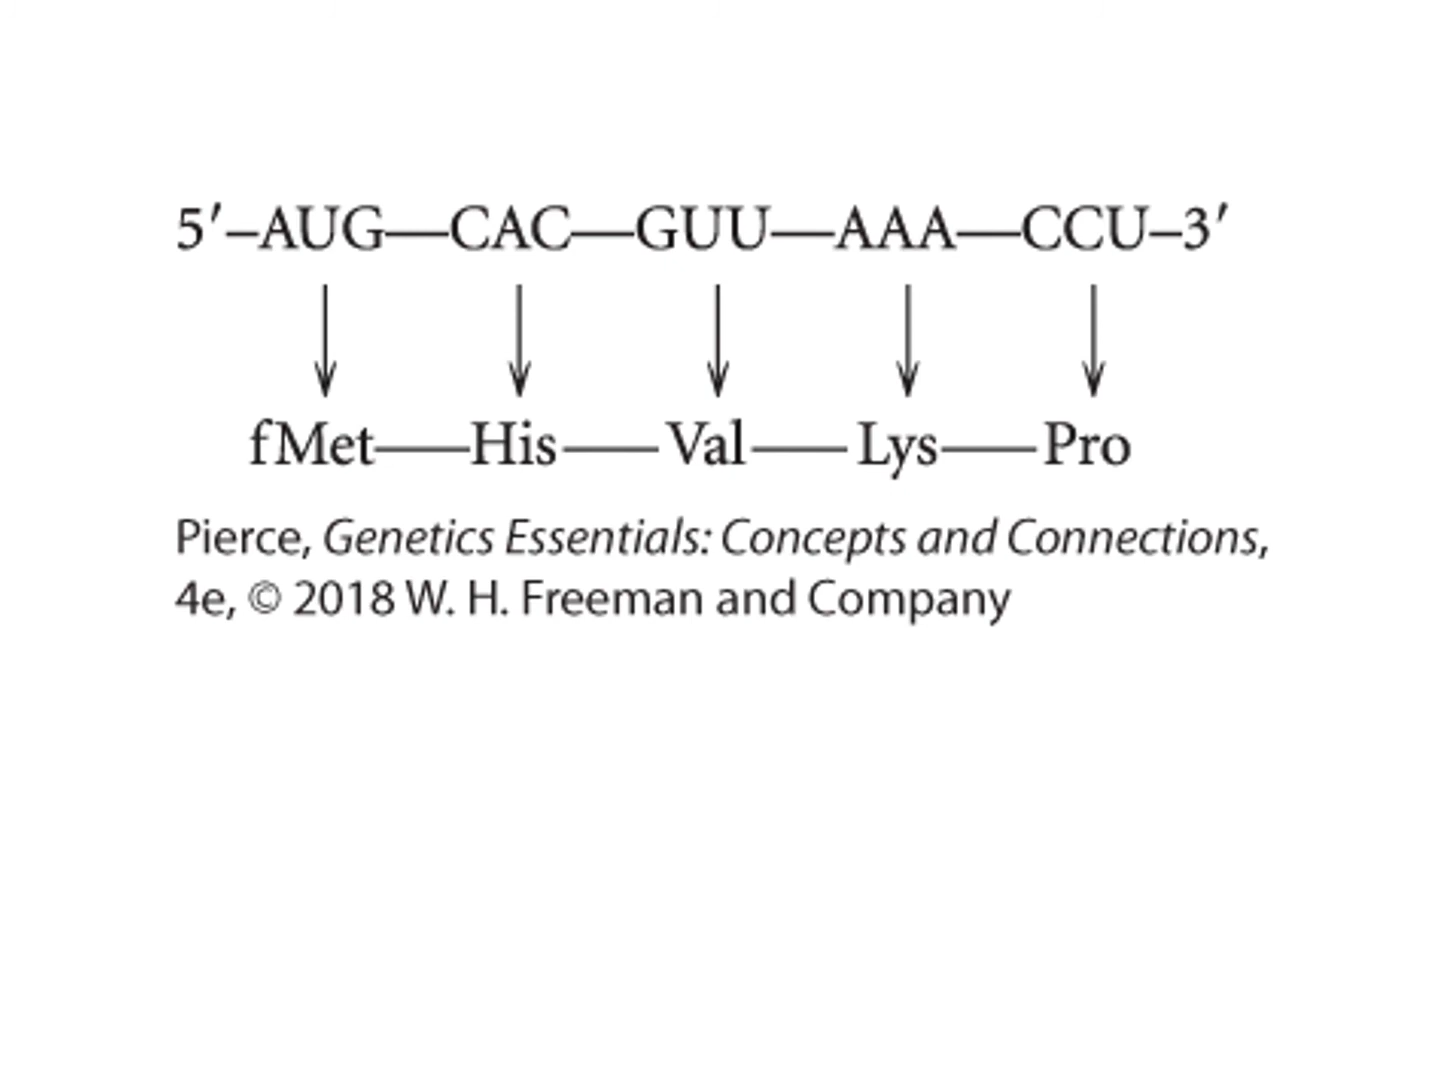 5′–AUG—CAC—GUU—AAA—CCU–3′
fMet—His—Val—Lys—Pro
Pierce, Genetics Essentials: Concepts and Connections,
4e, © 2018 W. H. Freeman and Company